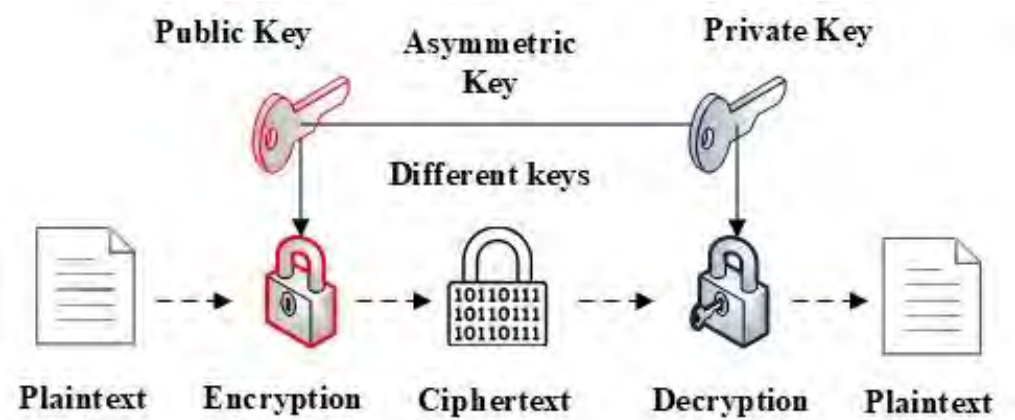 Public Key
Asymmetric
Key
Private Key
Different keys
10110111
10110111
10110111
Plaintext
Encryption
Ciphertext
Decryption
Plaintext